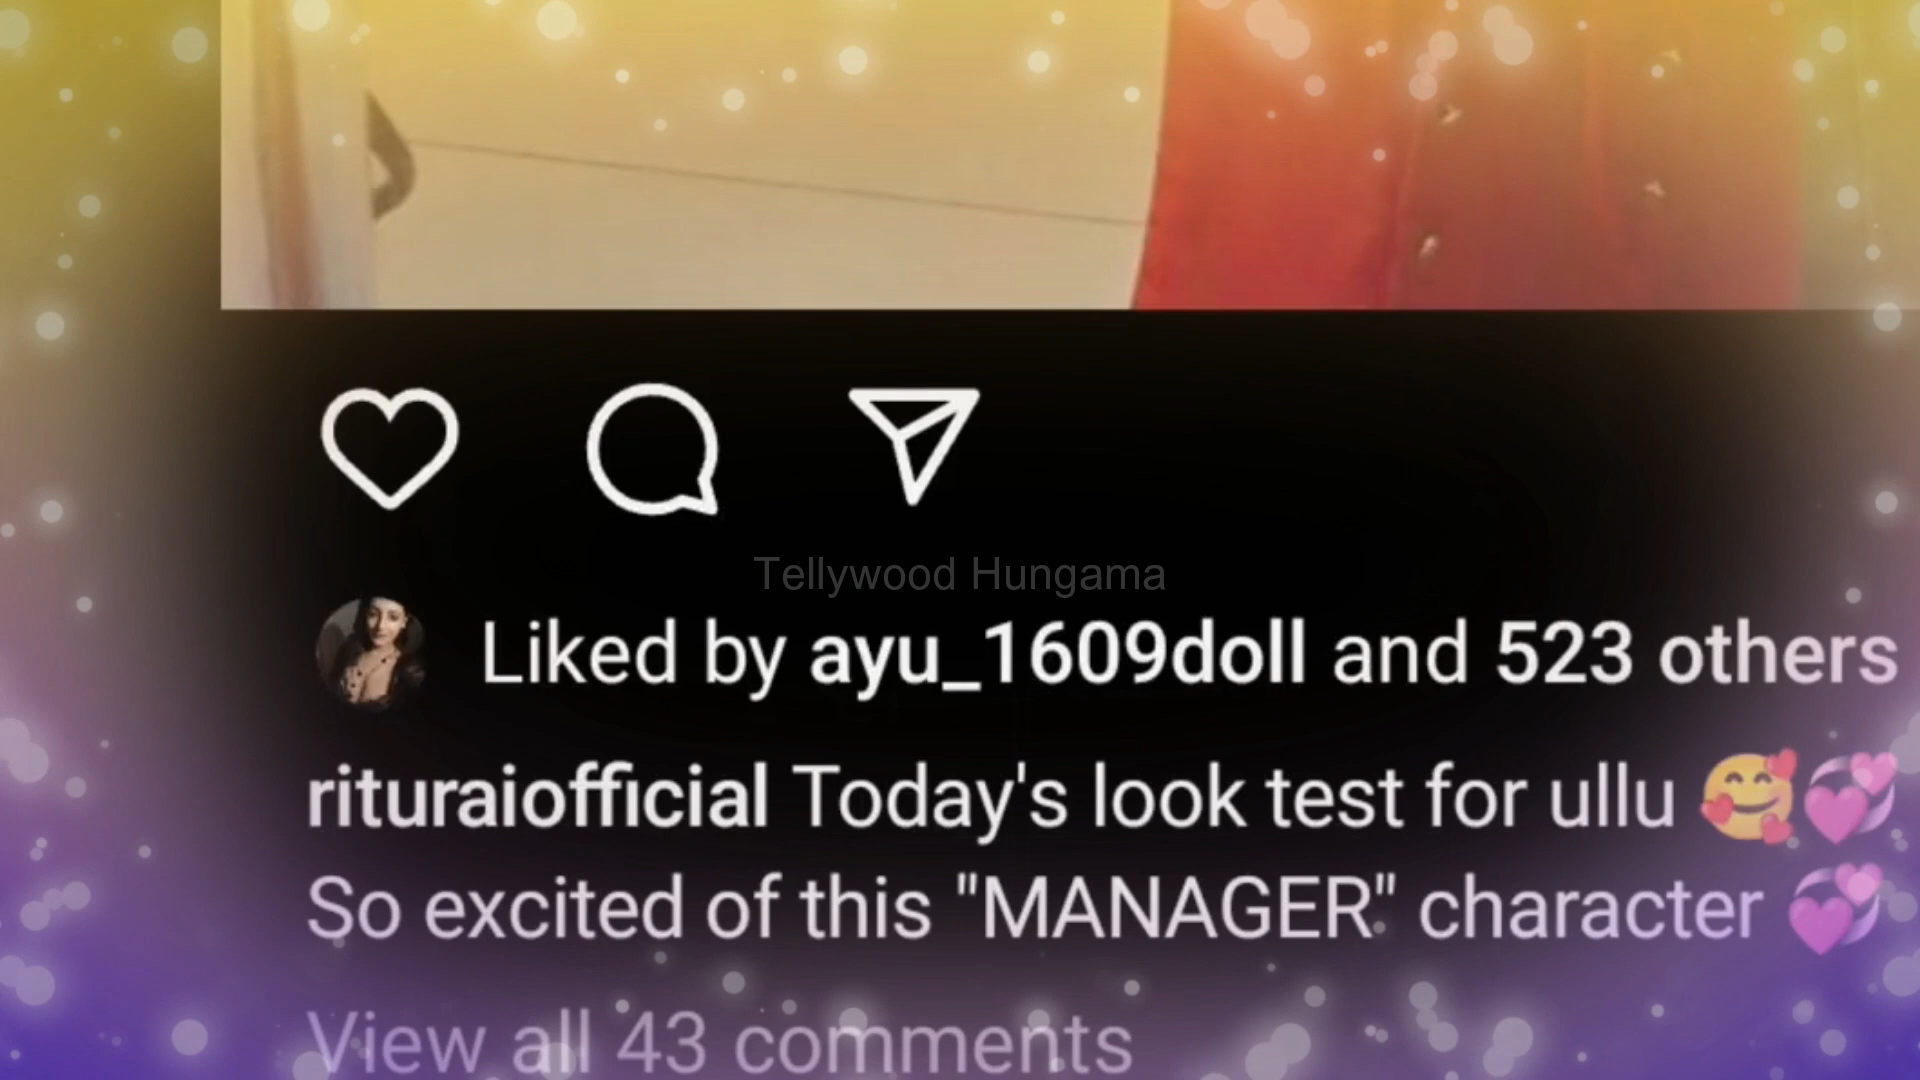 Tellywood Hungama
Liked by ayu_1609doll and 523 others
rituraiofficial Today's look test for ullu 🥰💞
So excited of this "MANAGER" character 💞
View all 43 comments